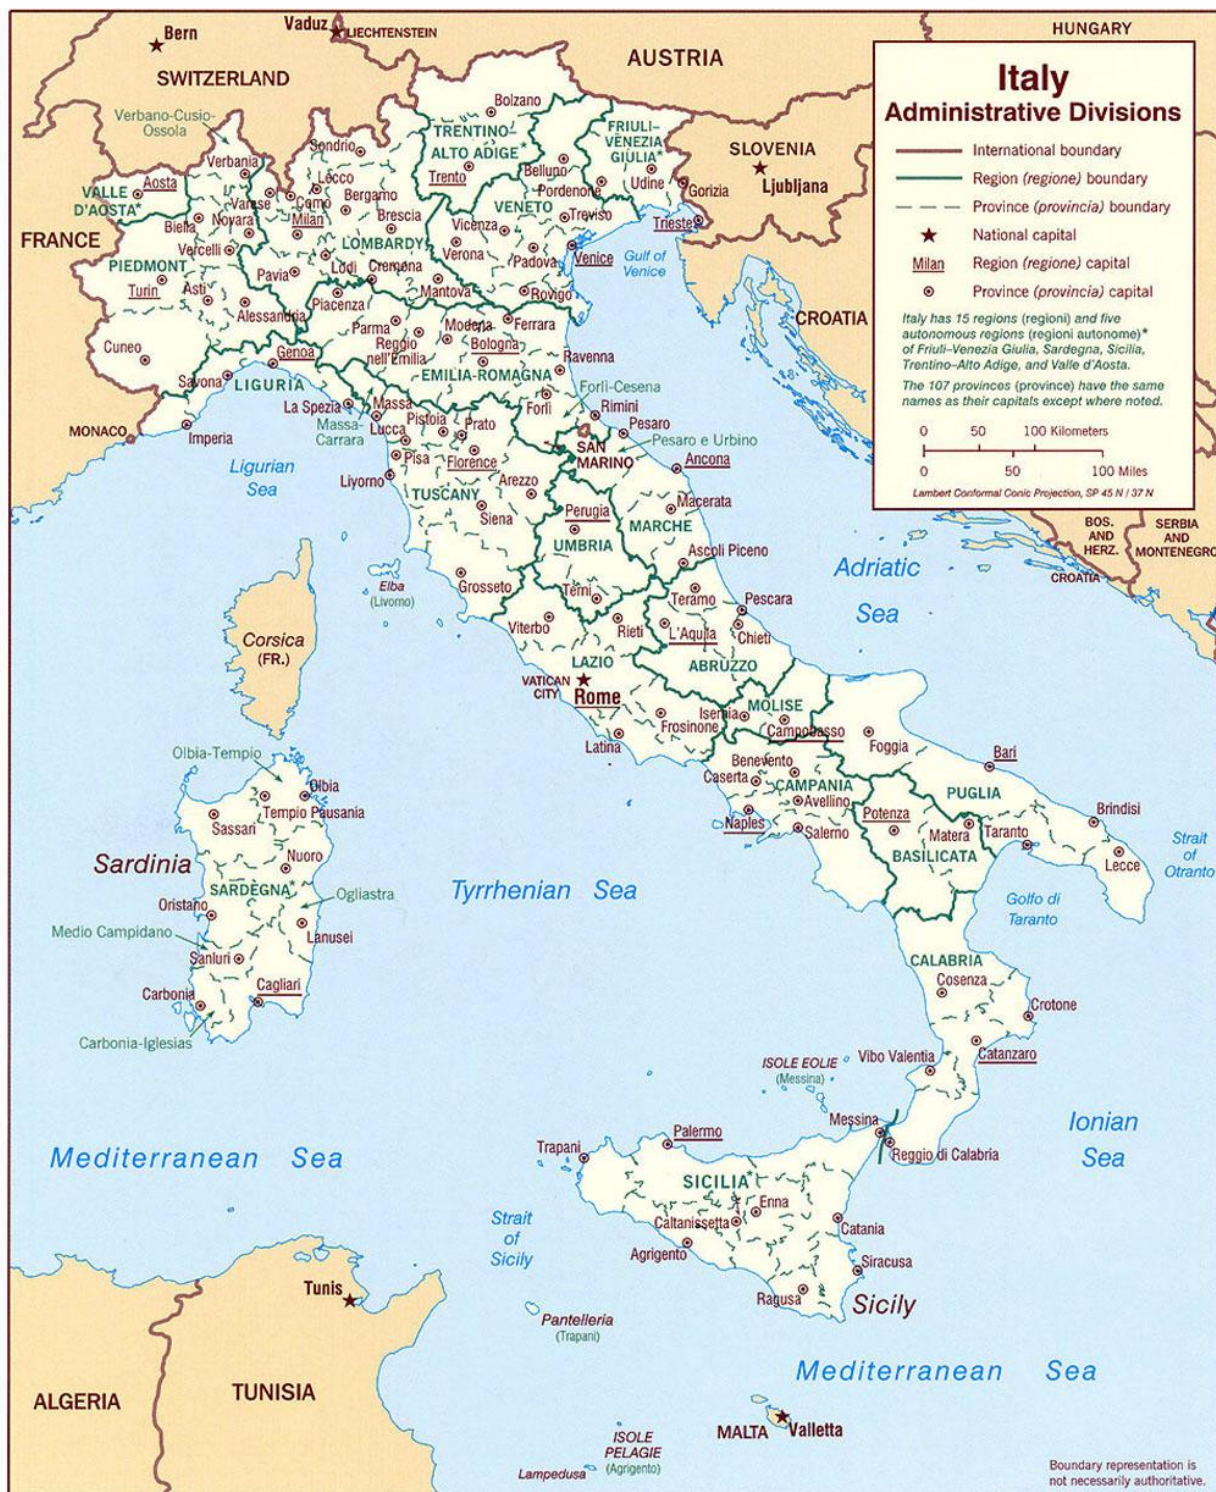 Bern
Vaduz
LIECHTENSTEIN
SWITZERLAND
AUSTRIA
HUNGARY
Italy
Administrative Divisions
International boundary
Region (regione) boundary
Province (provincia) boundary
National capital
Milan
Region (regione) capital
Province (provincia) capital
Italy has 15 regions (regioni) and five
autonomous regions (regioni autonome)*
of Friuli–Venezia Giulia, Sardegna, Sicilia,
Trentino–Alto Adige, and Valle d'Aosta.
The 107 provinces (province) have the same
names as their capitals except where noted.
0 50 100 Kilometers
0 50 100 Miles
Lambert Conformal Conic Projection, SP 45 N / 37 N
SLOVENIA
Ljubljana
Verbano-Cusio-
Ossola
Bolzano
TRENTINO–
ALTO ADIGE*
Trento
FRIULI–
VENEZIA
GIULIA*
Sondrio
Verbania
Belluno
Pordenone
Udine
Gorizia
Aosta
VALLE
D'AOSTA*
Lecco
Varese
Como
Bergamo
VENETO
Treviso
Trieste
FRANCE
Biella
Novara
Milan
Brescia
Vicenza
LOMBARDY
Verona
Padova
Venice
Gulf of
Venice
Vercelli
PIEDMONT
Turin
Asti
Pavia
Lodi
Cremona
Mantova
Rovigo
Alessandria
Piacenza
Parma
Reggio
nell'Emilia
Modena
Ferrara
Bologna
Ravenna
CROATIA
Cuneo
Genoa
Savona
LIGURIA
EMILIA-ROMAGNA
Forlì-Cesena
Forlì
Rimini
La Spezia
Massa
Massa-
Carrara
Lucca
Pistoia
Prato
SAN
MARINO
Pesaro
Pesaro e Urbino
Ancona
MONACO
Imperia
Ligurian
Sea
Pisa
Florence
Livorno
Arezzo
TUSCANY
Siena
Perugia
UMBRIA
Macerata
MARCHE
Ascoli Piceno
BOS.
AND
HERZ.
SERBIA
AND
MONTENEGRO
CROATIA
Adriatic
Sea
Elba
(Livorno)
Grosseto
Terni
Teramo
Pescara
Viterbo
Rieti
L'Aquila
Chieti
Corsica
(FR.)
LAZIO
ABRUZZO
VATICAN
CITY
Rome
MOLISE
Isernia
Frosinone
Campobasso
Latina
Foggia
Bari
Olbia-Tempio
Benevento
Caserta
CAMPANIA
Avellino
Naples
Salerno
Potenza
PUGLIA
Matera
Taranto
Brindisi
BASILICATA
Lecce
Strait
of
Otranto
Golfo di
Taranto
Olbia
Tempio Pausania
Sassari
Sardinia
Nuoro
SARDEGNA*
Ogliastra
Oristano
Medio Campidano
Lanusei
Sanluri
Carbonia
Cagliari
Carbonia-Iglesias
Tyrrhenian Sea
CALABRIA
Cosenza
Crotone
Catanzaro
Vibo Valentia
ISOLE EOLIE
(Messina)
Messina
Reggio di Calabria
Ionian
Sea
Mediterranean Sea
Trapani
Palermo
SICILIA*
Enna
Caltanissetta
Catania
Agrigento
Siracusa
Ragusa
Sicily
Strait
of
Sicily
Tunis
Pantelleria
(Trapani)
Mediterranean Sea
ALGERIA
TUNISIA
MALTA
Valletta
ISOLE
PELAGIE
(Agrigento)
Lampedusa
Boundary representation is
not necessarily authoritative.